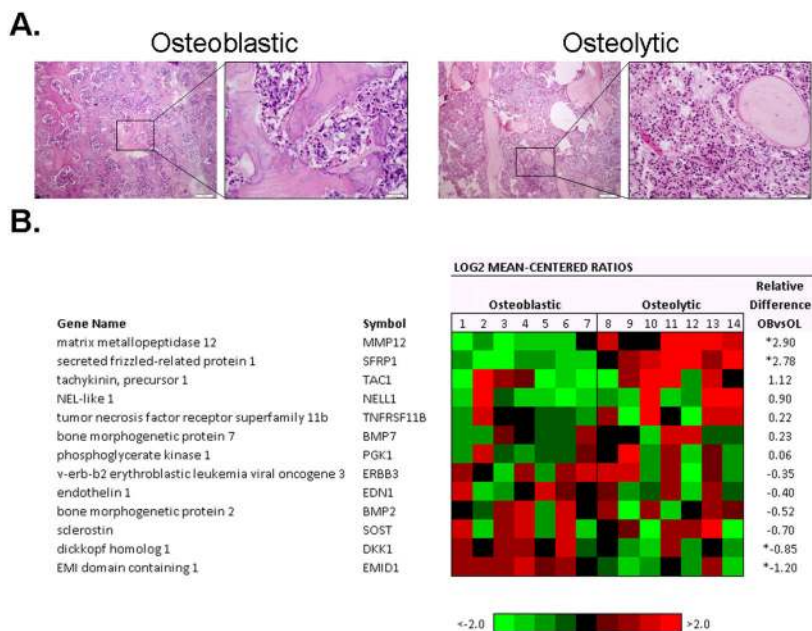 A.
Osteoblastic Osteolytic
B.
LOG2 MEAN-CENTERED RATIOS
Relative
Osteoblastic Osteolytic Difference
Gene Name Symbol 1 2 3 4 5 6 7 8 9 10 11 12 13 14 OBvsOL
matrix metallopeptidase 12 MMP12 *2.90
secreted frizzled-related protein 1 SFRP1 *2.78
tachykinin, precursor 1 TAC1 1.12
NEL-like 1 NELL1 0.90
tumor necrosis factor receptor superfamily 11b TNFRSF11B 0.22
bone morphogenetic protein 7 BMP7 0.23
phosphoglycerate kinase 1 PGK1 0.06
v-erb-b2 erythroblastic leukemia viral oncogene 3 ERBB3 -0.35
endothelin 1 EDN1 -0.40
bone morphogenetic protein 2 BMP2 -0.52
sclerostin SOST -0.70
dickkopf homolog 1 DKK1 *-0.85
EMI domain containing 1 EMID1 *-1.20
<-2.0 >2.0